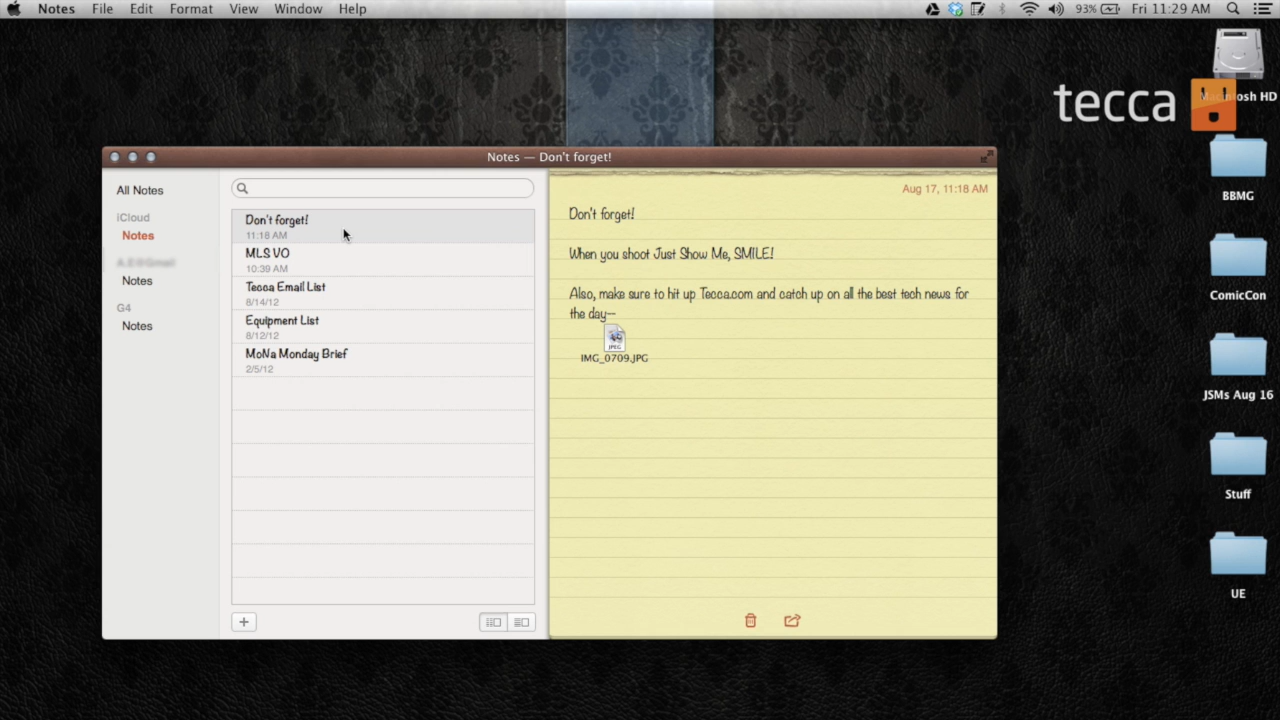 Notes File Edit Format View Window Help
93% Fri 11:29 AM
Macintosh HD
tecca
BBMG
ComicCon
JSMs Aug 16
Stuff
UE
Notes — Don't forget!
All Notes
iCloud
Notes
Notes
G4
Notes
Don't forget!
11:18 AM
MLS VO
10:39 AM
Tecca Email List
8/14/12
Equipment List
8/12/12
MoNa Monday Brief
2/5/12
Aug 17, 11:18 AM
Don't forget!
When you shoot Just Show Me, SMILE!
Also, make sure to hit up Tecca.com and catch up on all the best tech news for
the day--
JPEG
IMG_0709.JPG